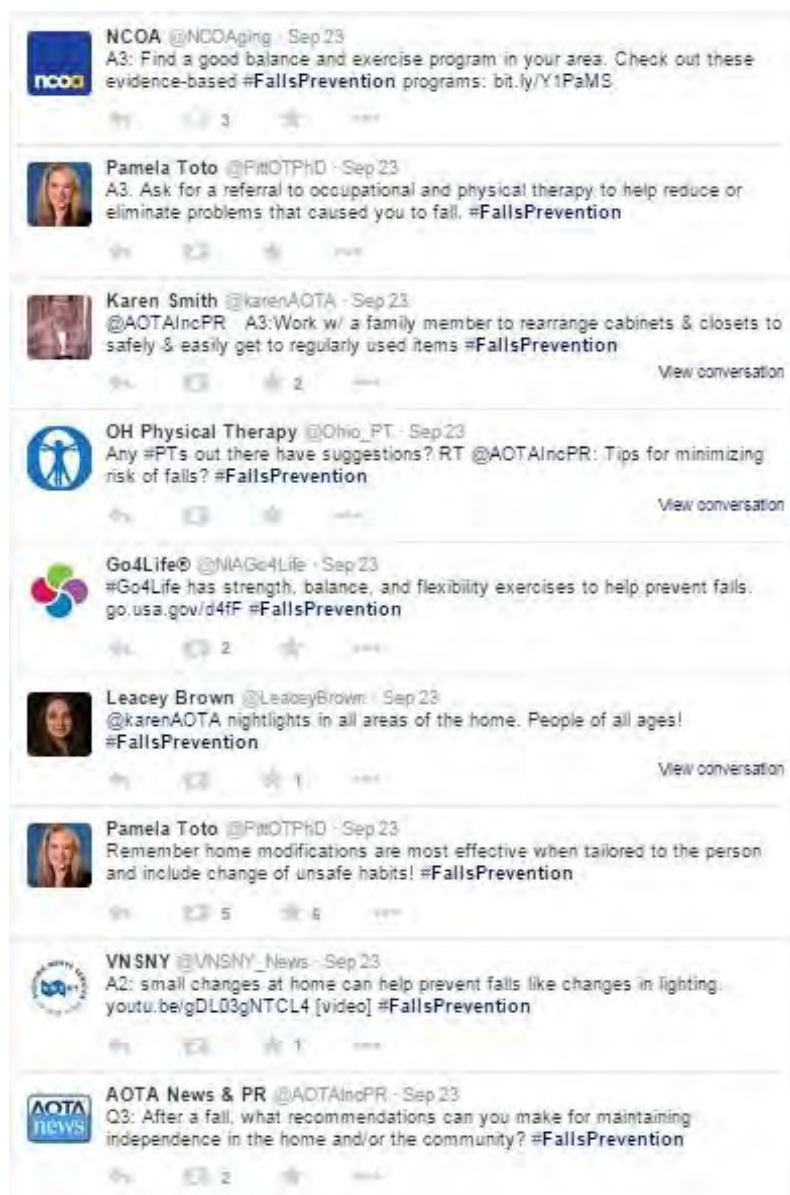 ncoa
NCOA @NCOAging · Sep 23
A3: Find a good balance and exercise program in your area. Check out these
evidence-based #FallsPrevention programs: bit.ly/Y1PaMS
3
Pamela Toto @PittOTPhD · Sep 23
A3. Ask for a referral to occupational and physical therapy to help reduce or
eliminate problems that caused you to fall. #FallsPrevention
Karen Smith @karenAOTA · Sep 23
@AOTAIncPR A3:Work w/ a family member to rearrange cabinets & closets to
safely & easily get to regularly used items #FallsPrevention
View conversation
2
OH Physical Therapy @Ohio_PT · Sep 23
Any #PTs out there have suggestions? RT @AOTAIncPR: Tips for minimizing
risk of falls? #FallsPrevention
View conversation
Go4Life® @NIAGo4Life · Sep 23
#Go4Life has strength, balance, and flexibility exercises to help prevent falls.
go.usa.gov/d4fF #FallsPrevention
2
Leacey Brown @LeaceyBrown · Sep 23
@karenAOTA nightlights in all areas of the home. People of all ages!
#FallsPrevention
View conversation
1
Pamela Toto @PittOTPhD · Sep 23
Remember home modifications are most effective when tailored to the person
and include change of unsafe habits! #FallsPrevention
5 6
VNSNY @VNSNY_News · Sep 23
A2: small changes at home can help prevent falls like changes in lighting.
youtu.be/gDL03gNTCL4 [video] #FallsPrevention
1
AOTA
news
AOTA News & PR @AOTAIncPR · Sep 23
Q3: After a fall, what recommendations can you make for maintaining
independence in the home and/or the community? #FallsPrevention
2